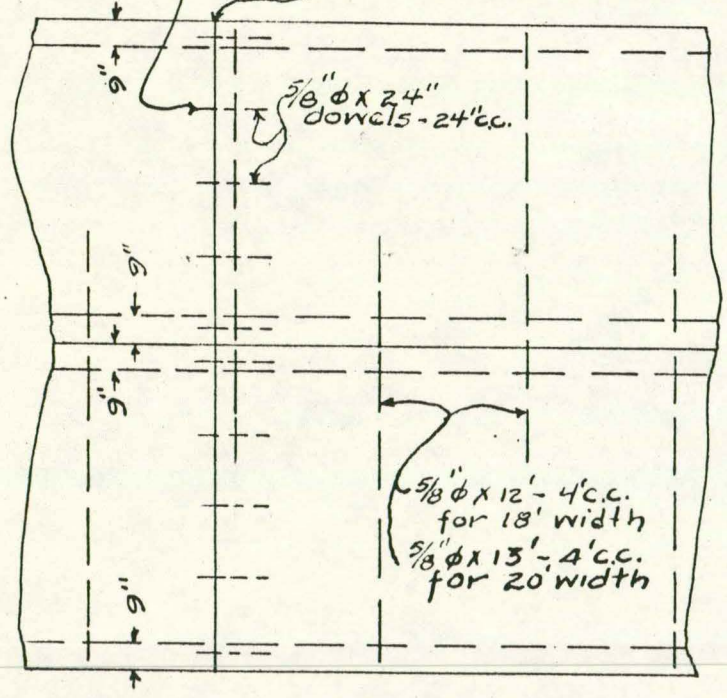 9"
5/8"φ x 24"
dowels - 24"c.c.
9"
9"
5/8"φ x 12' - 4'c.c.
for 18' width
5/8"φ x 13' - 4'c.c.
for 20' width
9"